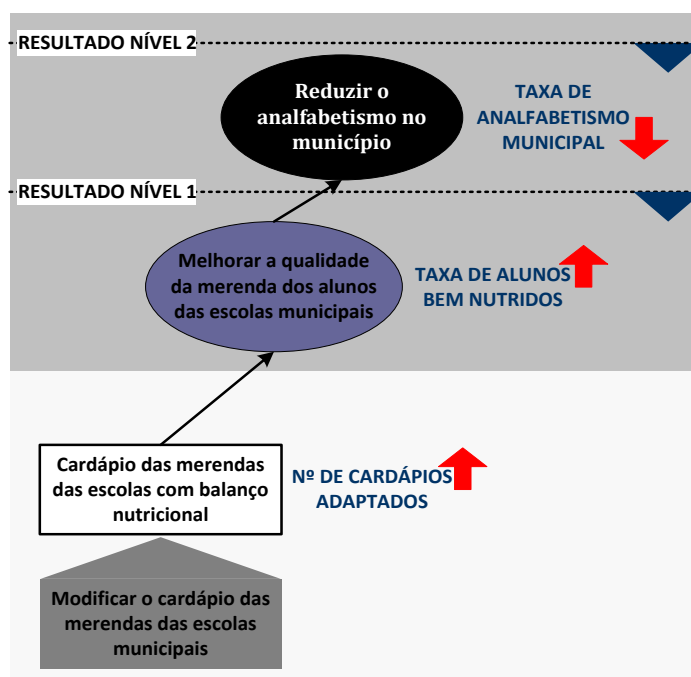 RESULTADO NÍVEL 2
Reduzir o
analfabetismo no
município
TAXA DE
ANALFABETISMO
MUNICIPAL
RESULTADO NÍVEL 1
Melhorar a qualidade
da merenda dos alunos
das escolas municipais
TAXA DE ALUNOS
BEM NUTRIDOS
Cardápio das merendas
das escolas com balanço
nutricional
Nº DE CARDÁPIOS
ADAPTADOS
Modificar o cardápio das
merendas das escolas
municipais